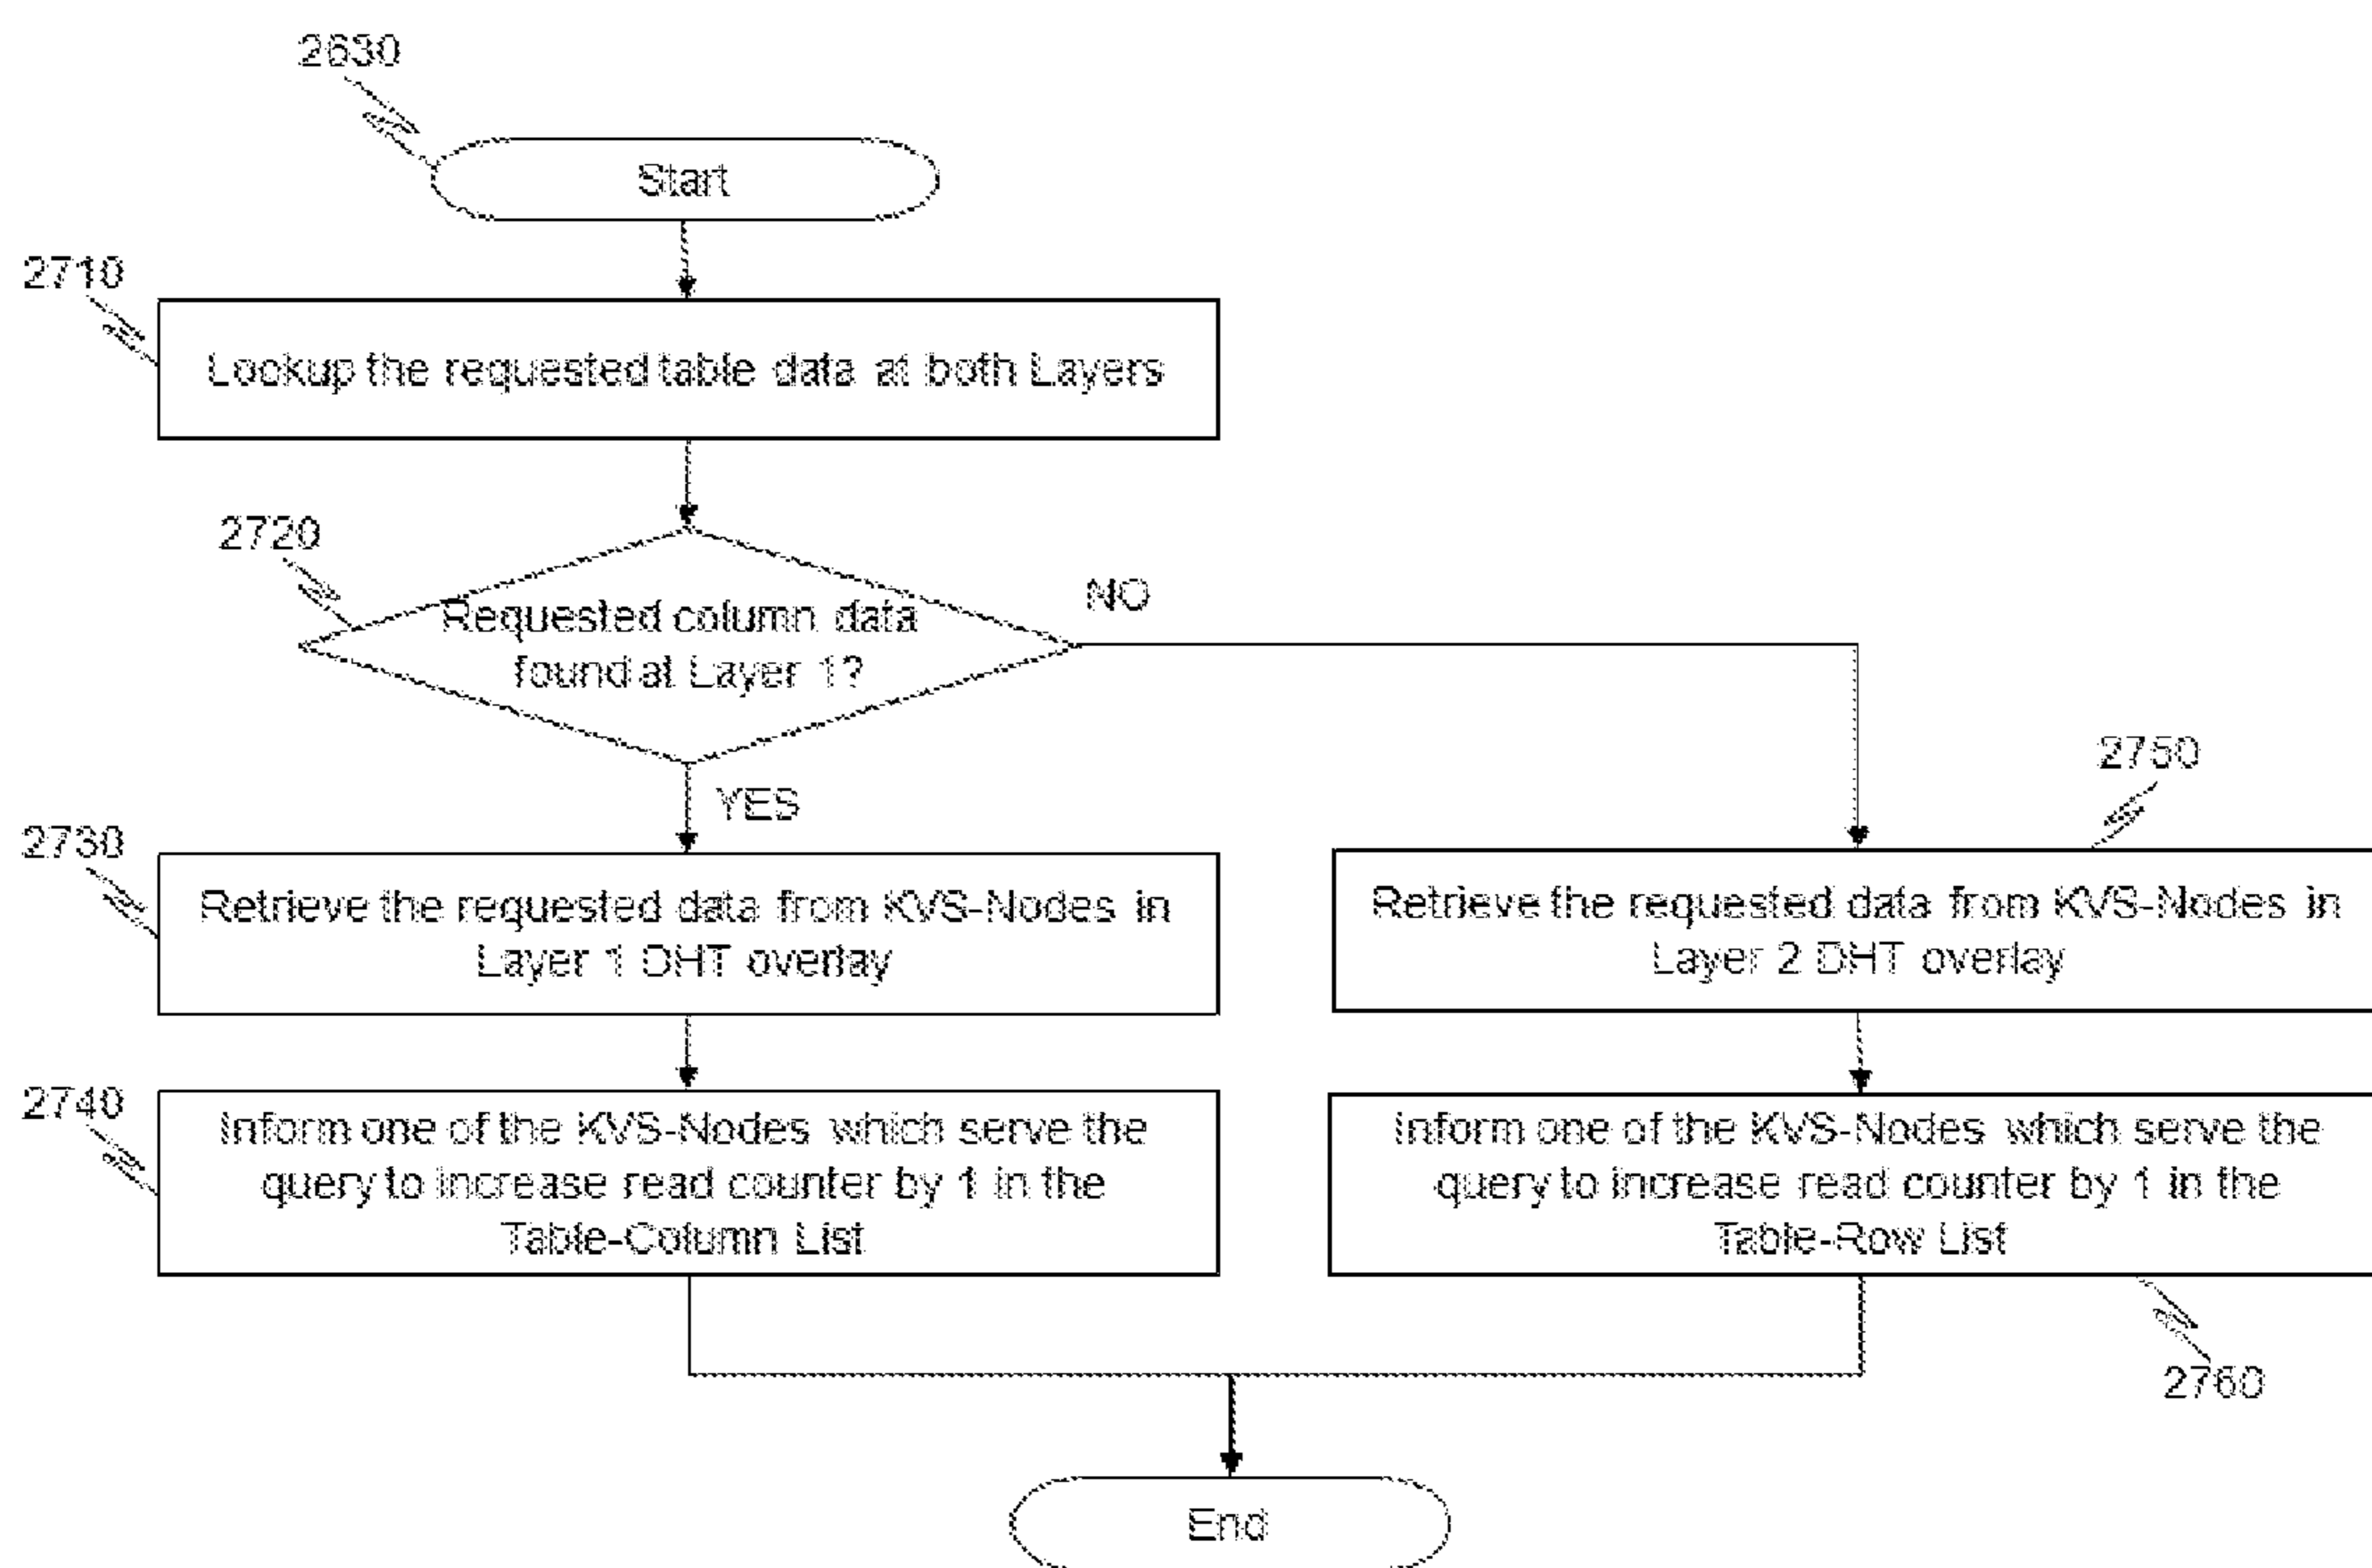 2630
Start
2710
Lookup the requested table data at both Layers
2720
Requested column data
found at Layer 1?
NO
YES
2730
Retrieve the requested data from KVS-Nodes in
Layer 1 DHT overlay
2750
Retrieve the requested data from KVS-Nodes in
Layer 2 DHT overlay
2740
Inform one of the KVS-Nodes which serve the
query to increase read counter by 1 in the
Table-Column List
Inform one of the KVS-Nodes which serve the
query to increase read counter by 1 in the
Table-Row List
2760
End